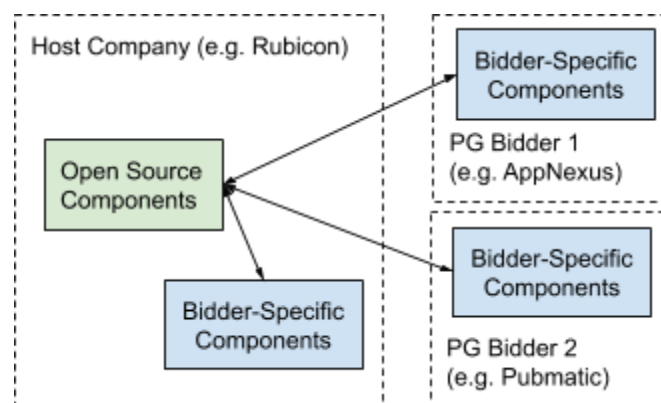 Host Company (e.g. Rubicon)
Open Source
Components
Bidder-Specific
Components
Bidder-Specific
Components
PG Bidder 1
(e.g. AppNexus)
Bidder-Specific
Components
PG Bidder 2
(e.g. Pubmatic)